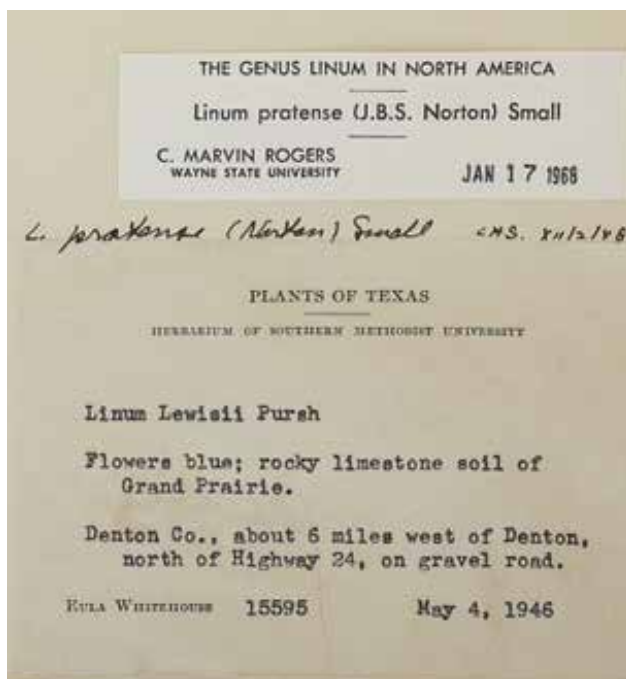 THE GENUS LINUM IN NORTH AMERICA
Linum pratense (J.B.S. Norton) Small
C. MARVIN ROGERS
WAYNE STATE UNIVERSITY
JAN 17 1968
L. pratense (Norton) Small
PLANTS OF TEXAS
HERBARIUM OF SOUTHERN METHODIST UNIVERSITY
Linum Lewisii Pursh
Flowers blue; rocky limestone soil of
Grand Prairie.
Denton Co., about 6 miles west of Denton,
north of Highway 24, on gravel road.
EULA WHITEHOUSE 15595 May 4, 1946